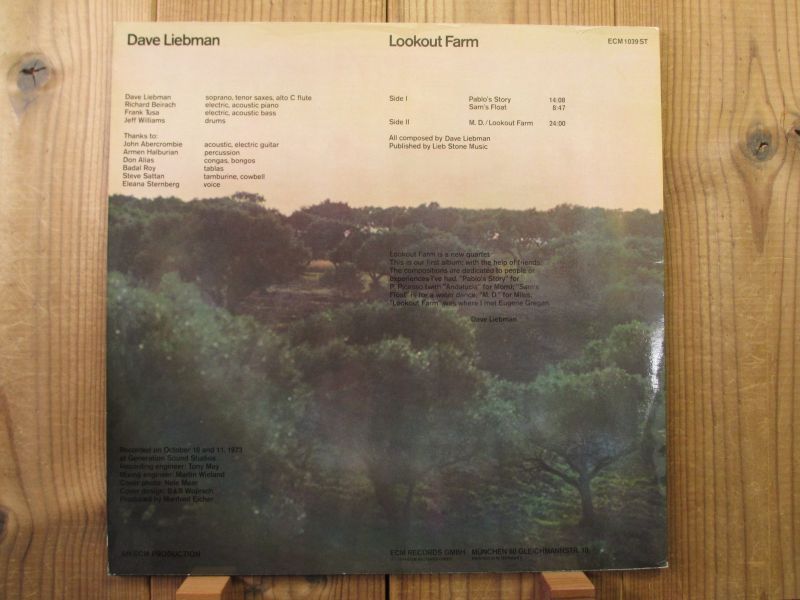 Dave Liebman
Lookout Farm
ECM 1039 ST
Dave Liebman soprano, tenor saxes, alto C flute
Richard Beirach electric, acoustic piano
Frank Tusa electric, acoustic bass
Jeff Williams drums
Thanks to:
John Abercrombie acoustic, electric guitar
Armen Halburian percussion
Don Alias congas, bongos
Badal Roy tablas
Steve Sattan tamburine, cowbell
Eleana Sternberg voice
Side I Pablo's Story 14:08
Sam's Float 8:47
Side II M. D./Lookout Farm 24:00
All composed by Dave Liebman
Published by Lieb Stone Music
Lookout Farm is a new quartet.
This is our first album; with the help of friends.
The compositions are dedicated to people or
experiences I've had. "Pablo's Story" for
P. Picasso (with "Andalucia" for Mom); "Sam's
Float" is for a water dance; "M. D." for Miles,
"Lookout Farm" was where I met Eugene Gregan.
Dave Liebman
Recorded on October 10 and 11, 1973
at Generation Sound Studios
Recording engineer: Tony May
Mixing engineer: Martin Wieland
Cover photo: Nele Maar
Cover design: B&B Wojirsch
Produced by Manfred Eicher
AN ECM PRODUCTION
ECM RECORDS GMBH MÜNCHEN 60 GLEICHMANNSTR. 10